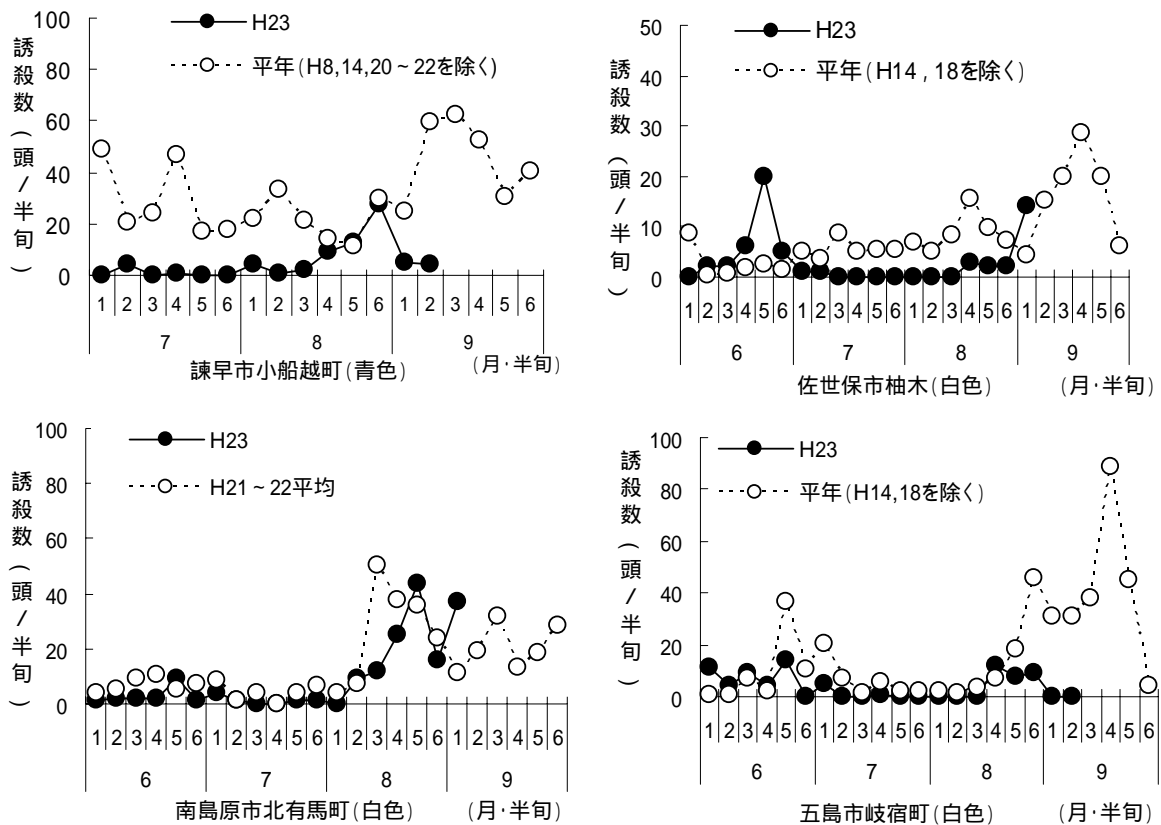 誘殺数(頭/半旬)
100
80
60
40
20
0
H23
平年(H8,14,20~22を除く)
1 2 3 4 5 6 1 2 3 4 5 6 1 2 3 4 5 6
7 8 9
諫早市小船越町(青色) (月・半旬)
誘殺数(頭/半旬)
50
40
30
20
10
0
H23
平年(H14,18を除く)
1 2 3 4 5 6 1 2 3 4 5 6 1 2 3 4 5 6 1 2 3 4 5 6
6 7 8 9
佐世保市柚木(白色) (月・半旬)
誘殺数(頭/半旬)
100
80
60
40
20
0
H23
H21~22平均
1 2 3 4 5 6 1 2 3 4 5 6 1 2 3 4 5 6 1 2 3 4 5 6
6 7 8 9
南島原市北有馬町(白色) (月・半旬)
誘殺数(頭/半旬)
100
80
60
40
20
0
H23
平年(H14,18を除く)
1 2 3 4 5 6 1 2 3 4 5 6 1 2 3 4 5 6 1 2 3 4 5 6
6 7 8 9
五島市岐宿町(白色) (月・半旬)